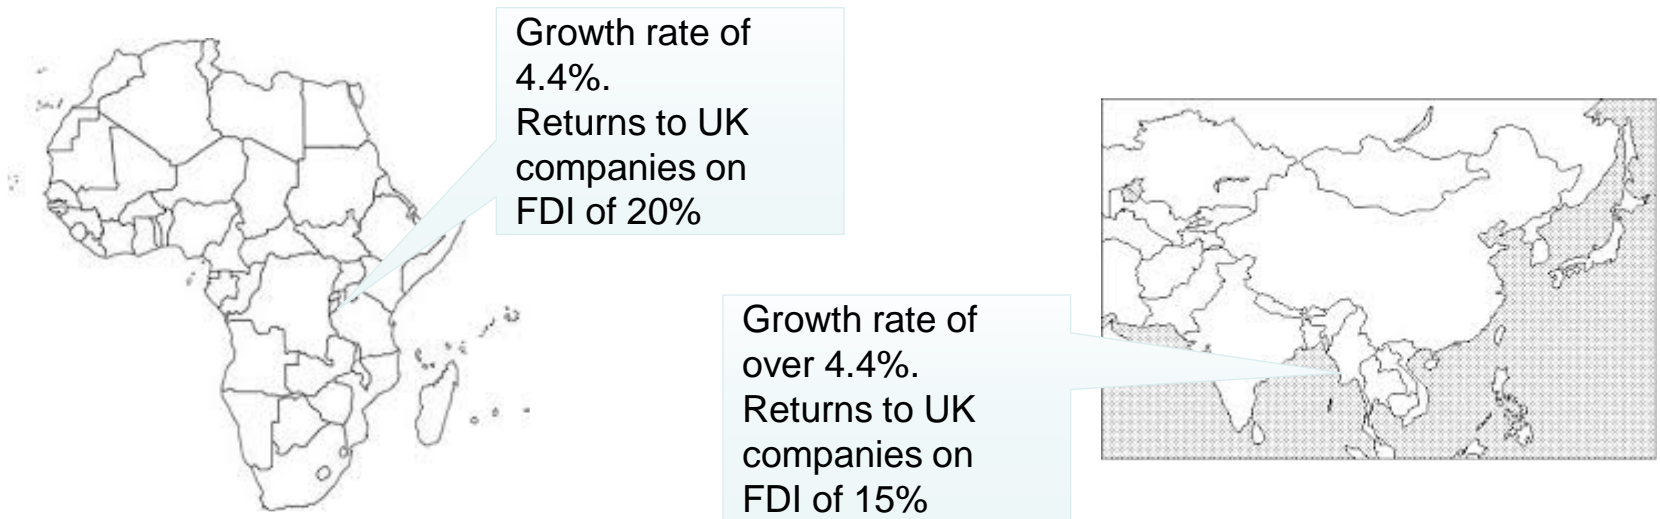 Growth rate of
4.4%.
Returns to UK
companies on
FDI of 20%
Growth rate of
over 4.4%.
Returns to UK
companies on
FDI of 15%